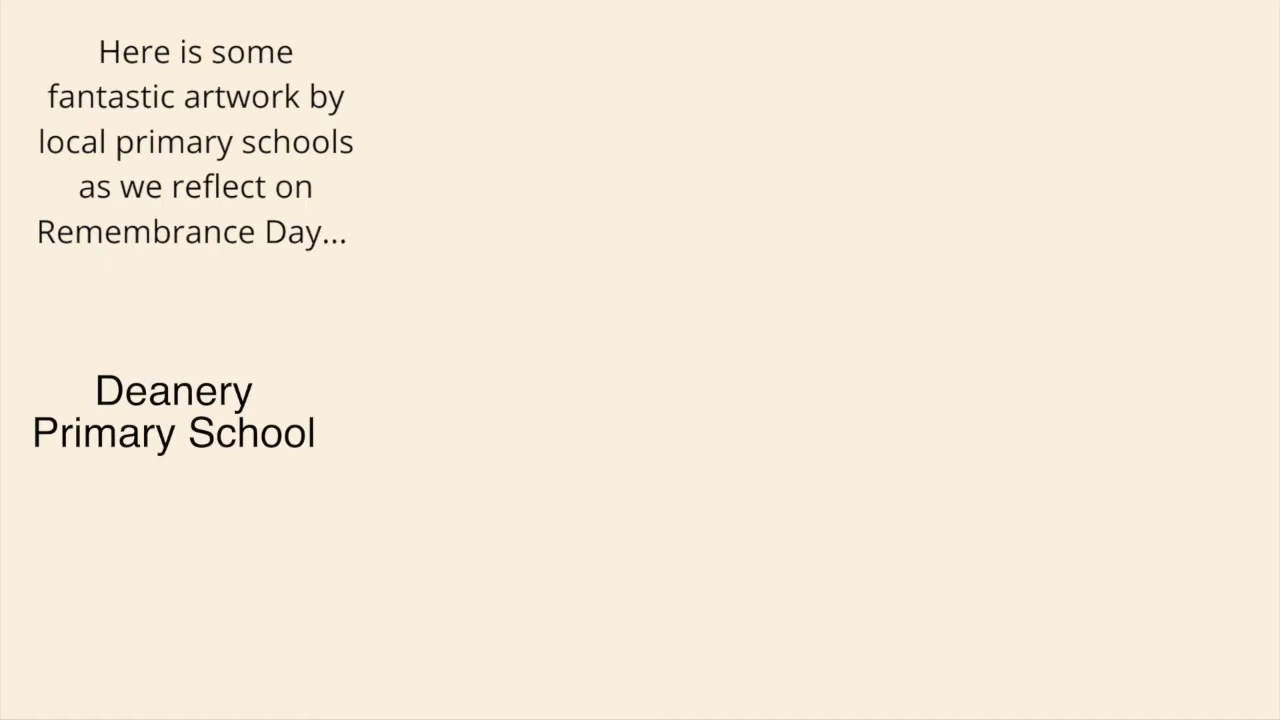 Here is some
fantastic artwork by
local primary schools
as we reflect on
Remembrance Day...
Deanery
Primary School